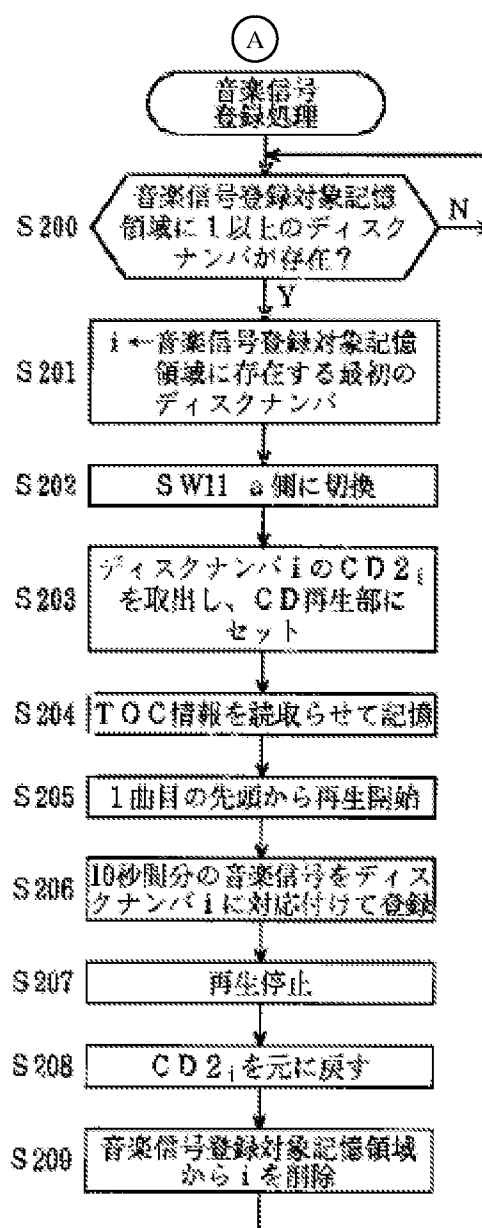 A
音楽信号
登録処理
S200
音楽信号登録対象記憶
領域に1以上のディスク
ナンバが存在?
N
Y
S201
i←音楽信号登録対象記憶
領域に存在する最初の
ディスクナンバ
S202
SW11 a側に切換
S203
ディスクナンバiのCD2i
を取出し、CD再生部に
セット
S204
TOC情報を読取らせて記憶
S205
1曲目の先頭から再生開始
S206
10秒間分の音楽信号をディス
クナンバiに対応付けて登録
S207
再生停止
S208
CD2iを元に戻す
S209
音楽信号登録対象記憶領域
からiを削除